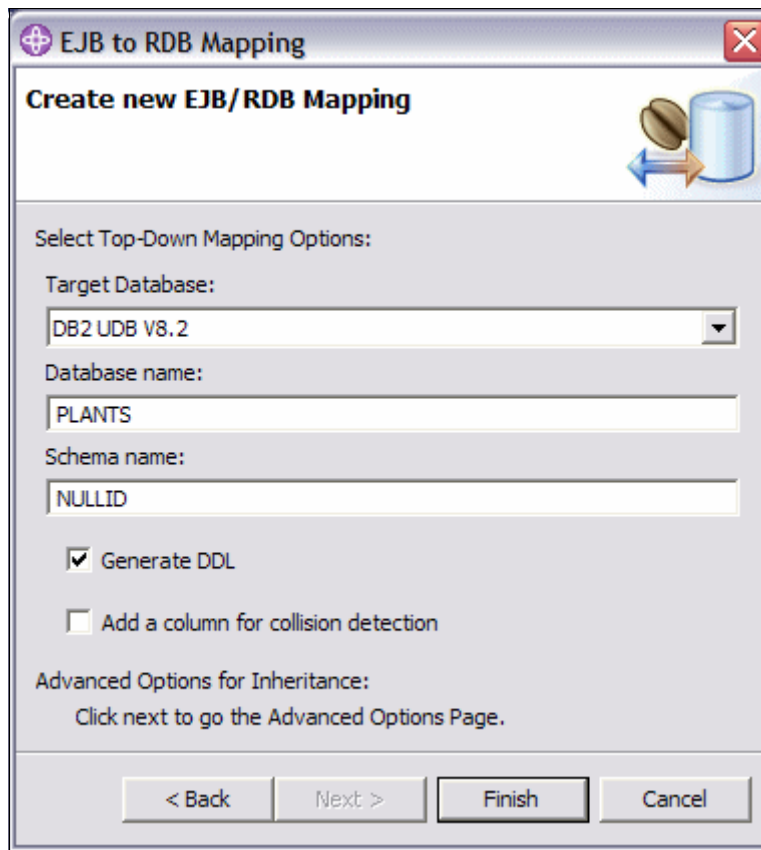 EJB to RDB Mapping
Create new EJB/RDB Mapping
Select Top-Down Mapping Options:
Target Database:
DB2 UDB V8.2
Database name:
PLANTS
Schema name:
NULLID
Generate DDL
Add a column for collision detection
Advanced Options for Inheritance:
Click next to go the Advanced Options Page.
< Back Next > Finish Cancel